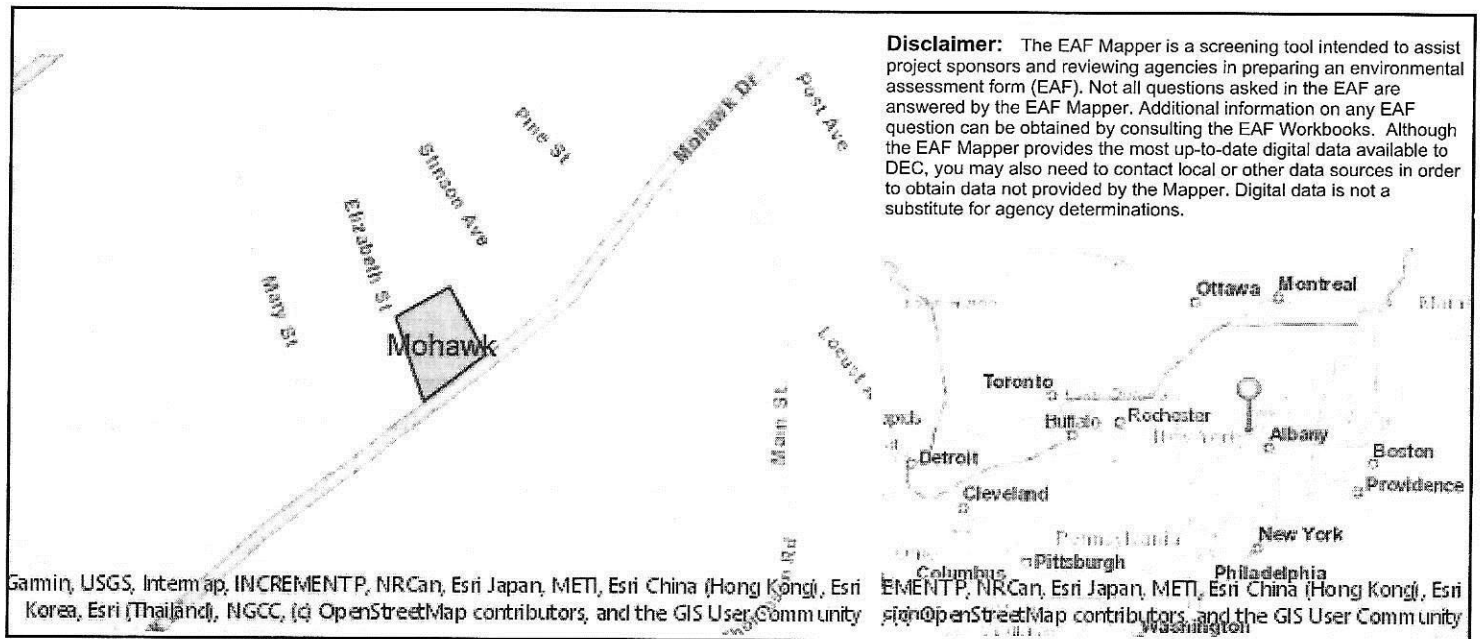 Disclaimer: The EAF Mapper is a screening tool intended to assist
project sponsors and reviewing agencies in preparing an environmental
assessment form (EAF). Not all questions asked in the EAF are
answered by the EAF Mapper. Additional information on any EAF
question can be obtained by consulting the EAF Workbooks. Although
the EAF Mapper provides the most up-to-date digital data available to
DEC, you may also need to contact local or other data sources in order
to obtain data not provided by the Mapper. Digital data is not a
substitute for agency determinations.
Pine St
Stinson Ave
Elizabeth St
Mary St
Mohawk Dr
Post Ave
Mohawk
Locust
Main St
Rd
Garmin, USGS, Intermap, INCREMENT P, NRCan, Esri Japan, METI, Esri China (Hong Kong), Esri
Korea, Esri (Thailand), NGCC, (c) OpenStreetMap contributors, and the GIS User Community
Ottawa
Montreal
Toronto
Buffalo
Rochester
Albany
Detroit
Boston
Cleveland
Providence
Pennsylvania
New York
Pittsburgh
Columbus
Philadelphia
EMENT P, NRCan, Esri Japan, METI, Esri China (Hong Kong), Esri
OpenStreetMap contributors, and the GIS User Community
Washington